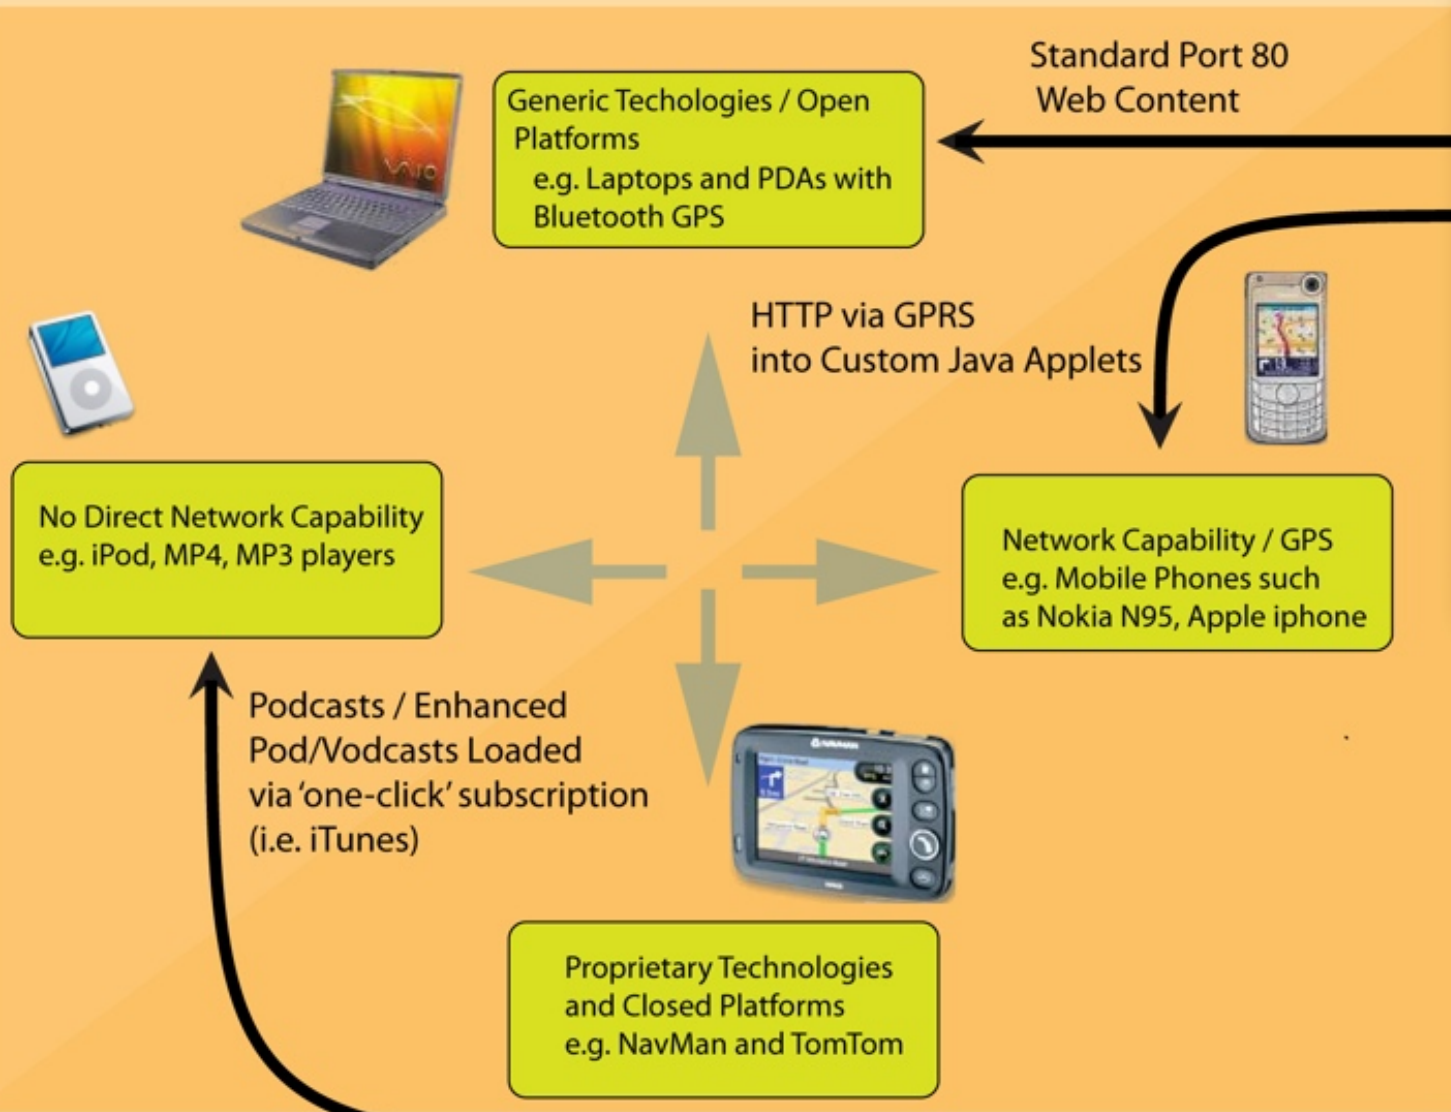 Standard Port 80
Web Content
Generic Techologies / Open
Platforms
e.g. Laptops and PDAs with
Bluetooth GPS
VAIO
HTTP via GPRS
into Custom Java Applets
No Direct Network Capability
e.g. iPod, MP4, MP3 players
Network Capability / GPS
e.g. Mobile Phones such
as Nokia N95, Apple iphone
Podcasts / Enhanced
Pod/Vodcasts Loaded
via ‘one-click’ subscription
(i.e. iTunes)
NAVMAN
Proprietary Technologies
and Closed Platforms
e.g. NavMan and TomTom